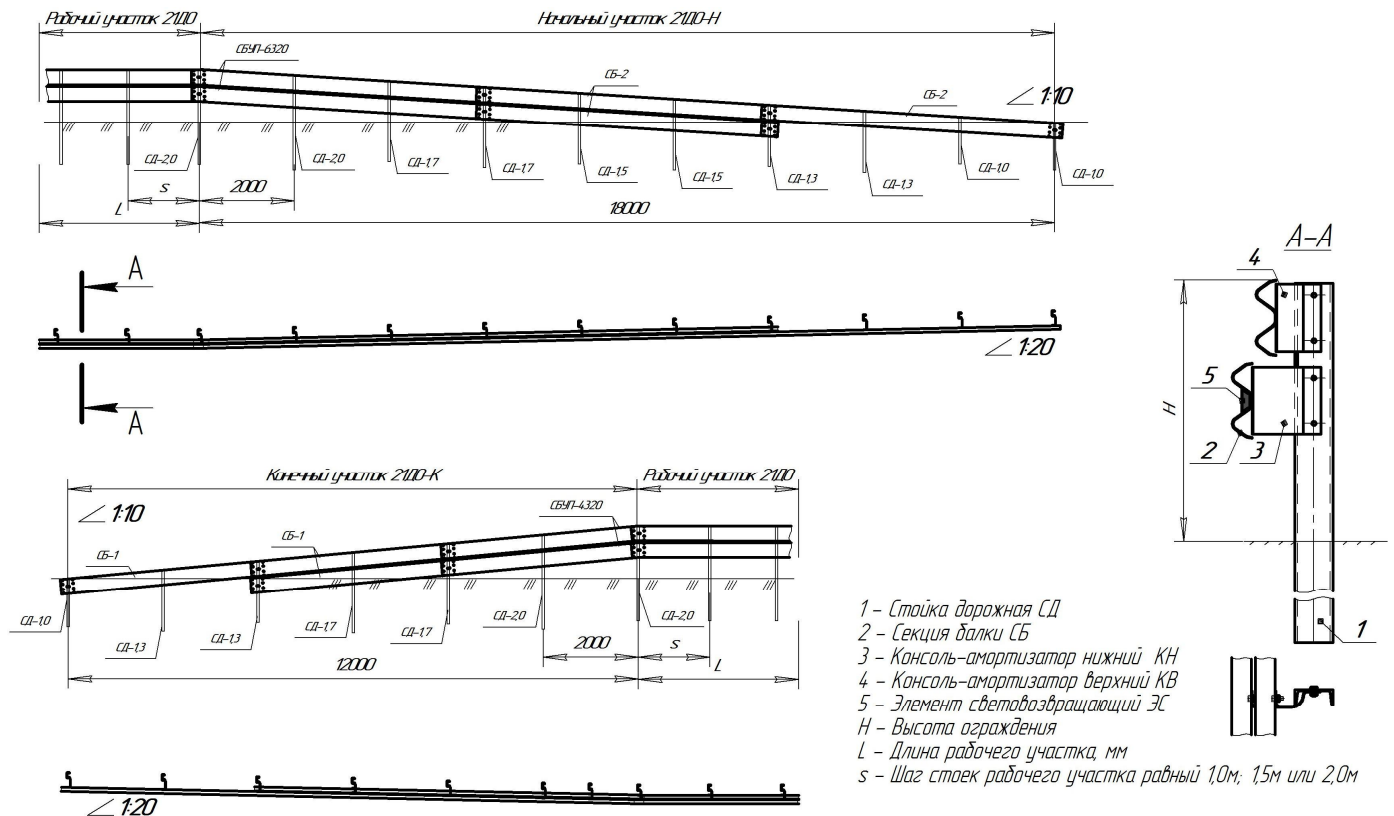 Рабочий участок 21ДО
Начальный участок 21ДО-Н
СБУП-6320
СБ-2
СБ-2
1:10
СД-2,0
СД-2,0
СД-1,7
СД-1,7
СД-1,5
СД-1,5
СД-1,3
СД-1,3
СД-1,0
СД-1,0
s
2000
L
18000
А
А
1:20
А-А
4
5
H
2
3
1
Конечный участок 21ДО-К
Рабочий участок 21ДО
1:10
СБУП-4320
СБ-1
СБ-1
СД-1,0
СД-1,3
СД-1,3
СД-1,7
СД-1,7
СД-2,0
СД-2,0
2000
s
12000
L
1:20
1 - Стойка дорожная СД
2 - Секция балки СБ
3 - Консоль-амортизатор нижний КН
4 - Консоль-амортизатор верхний КВ
5 - Элемент световозвращающий ЭС
H - Высота ограждения
L - Длина рабочего участка, мм
s - Шаг стоек рабочего участка равный 1,0м; 1,5м или 2,0м